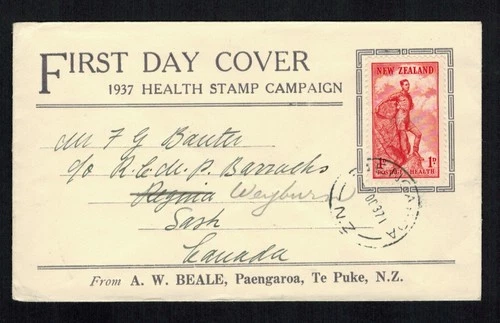 FIRST DAY COVER
1937 HEALTH STAMP CAMPAIGN
NEW ZEALAND
1D 1D
POSTAGE HEALTH
Mr F G Baxter
c/o R.C.M.P. Barracks
Regina Weyburn
Sask
Canada
N.Z.
From A. W. BEALE, Paengaroa, Te Puke, N.Z.